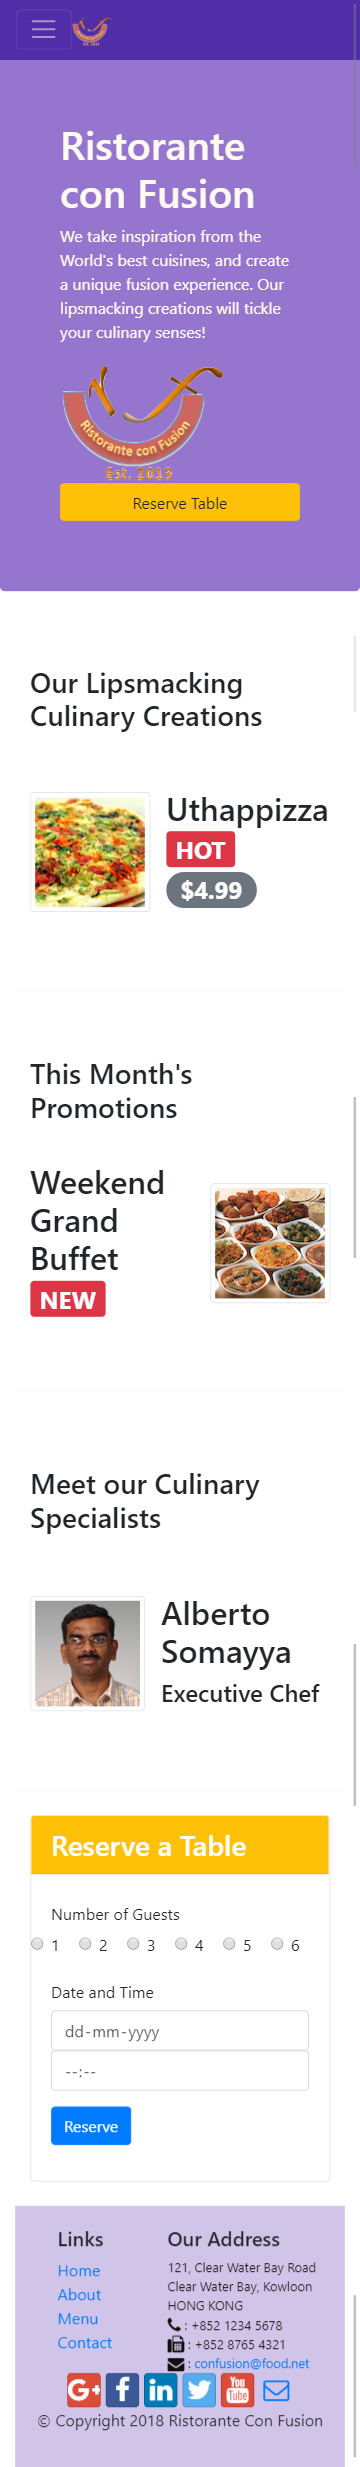 Ristorante
con Fusion
We take inspiration from the
World's best cuisines, and create
a unique fusion experience. Our
lipsmacking creations will tickle
your culinary senses!
Ristorante con Fusion
Est. 2013
Reserve Table
Our Lipsmacking
Culinary Creations
Uthappizza
HOT
$4.99
This Month's
Promotions
Weekend
Grand
Buffet
NEW
Meet our Culinary
Specialists
Alberto
Somayya
Executive Chef
Reserve a Table
Number of Guests
1 2 3 4 5 6
Date and Time
dd-mm-yyyy
--:--
Reserve
Links
Home
About
Menu
Contact
Our Address
121, Clear Water Bay Road
Clear Water Bay, Kowloon
HONG KONG
: +852 1234 5678
: +852 8765 4321
: confusion@food.net
G+ f in You Tube
© Copyright 2018 Ristorante Con Fusion